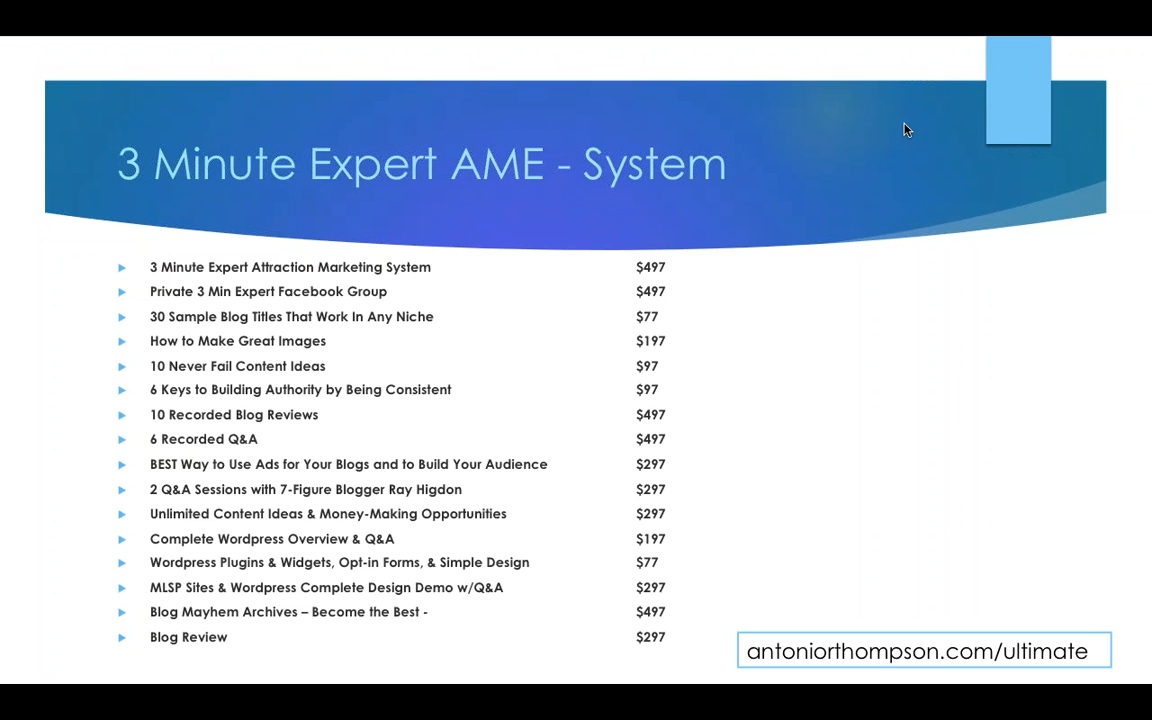 3 Minute Expert AME - System
3 Minute Expert Attraction Marketing System $497
Private 3 Min Expert Facebook Group $497
30 Sample Blog Titles That Work In Any Niche $77
How to Make Great Images $197
10 Never Fail Content Ideas $97
6 Keys to Building Authority by Being Consistent $97
10 Recorded Blog Reviews $497
6 Recorded Q&A $497
BEST Way to Use Ads for Your Blogs and to Build Your Audience $297
2 Q&A Sessions with 7-Figure Blogger Ray Higdon $297
Unlimited Content Ideas & Money-Making Opportunities $297
Complete Wordpress Overview & Q&A $197
Wordpress Plugins & Widgets, Opt-in Forms, & Simple Design $77
MLSP Sites & Wordpress Complete Design Demo w/Q&A $297
Blog Mayhem Archives – Become the Best - $497
Blog Review $297
antoniorthompson.com/ultimate